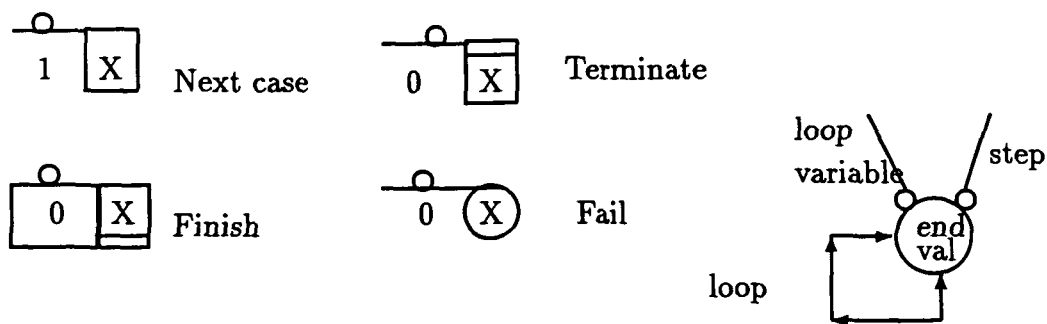 1 X Next case
0 X Terminate
0 X Finish
0 X Fail
loop
variable
step
end
val
loop